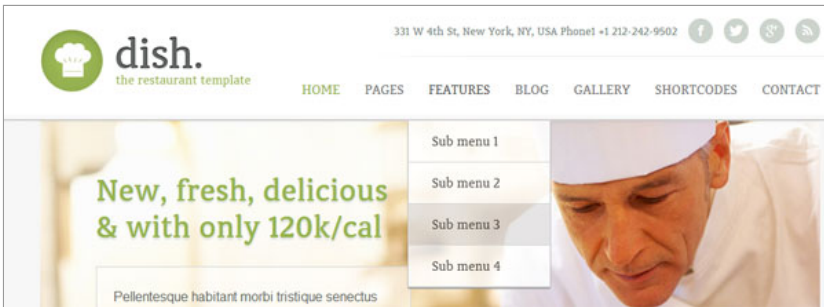 331 W 4th St, New York, NY, USA Phone1 +1 212-242-9502
dish.
the restaurant template
HOME PAGES FEATURES BLOG GALLERY SHORTCODES CONTACT
Sub menu 1
Sub menu 2
Sub menu 3
Sub menu 4
New, fresh, delicious
& with only 120k/cal
Pellentesque habitant morbi tristique senectus